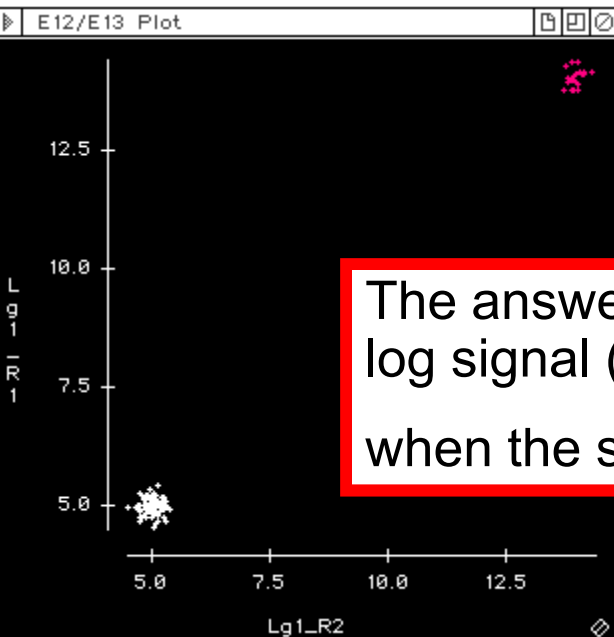 E12/E13 Plot
12.5
10.0
7.5
5.0
Lg1_R1
5.0 7.5 10.0 12.5
Lg1_R2
The answe
log signal (
when the s